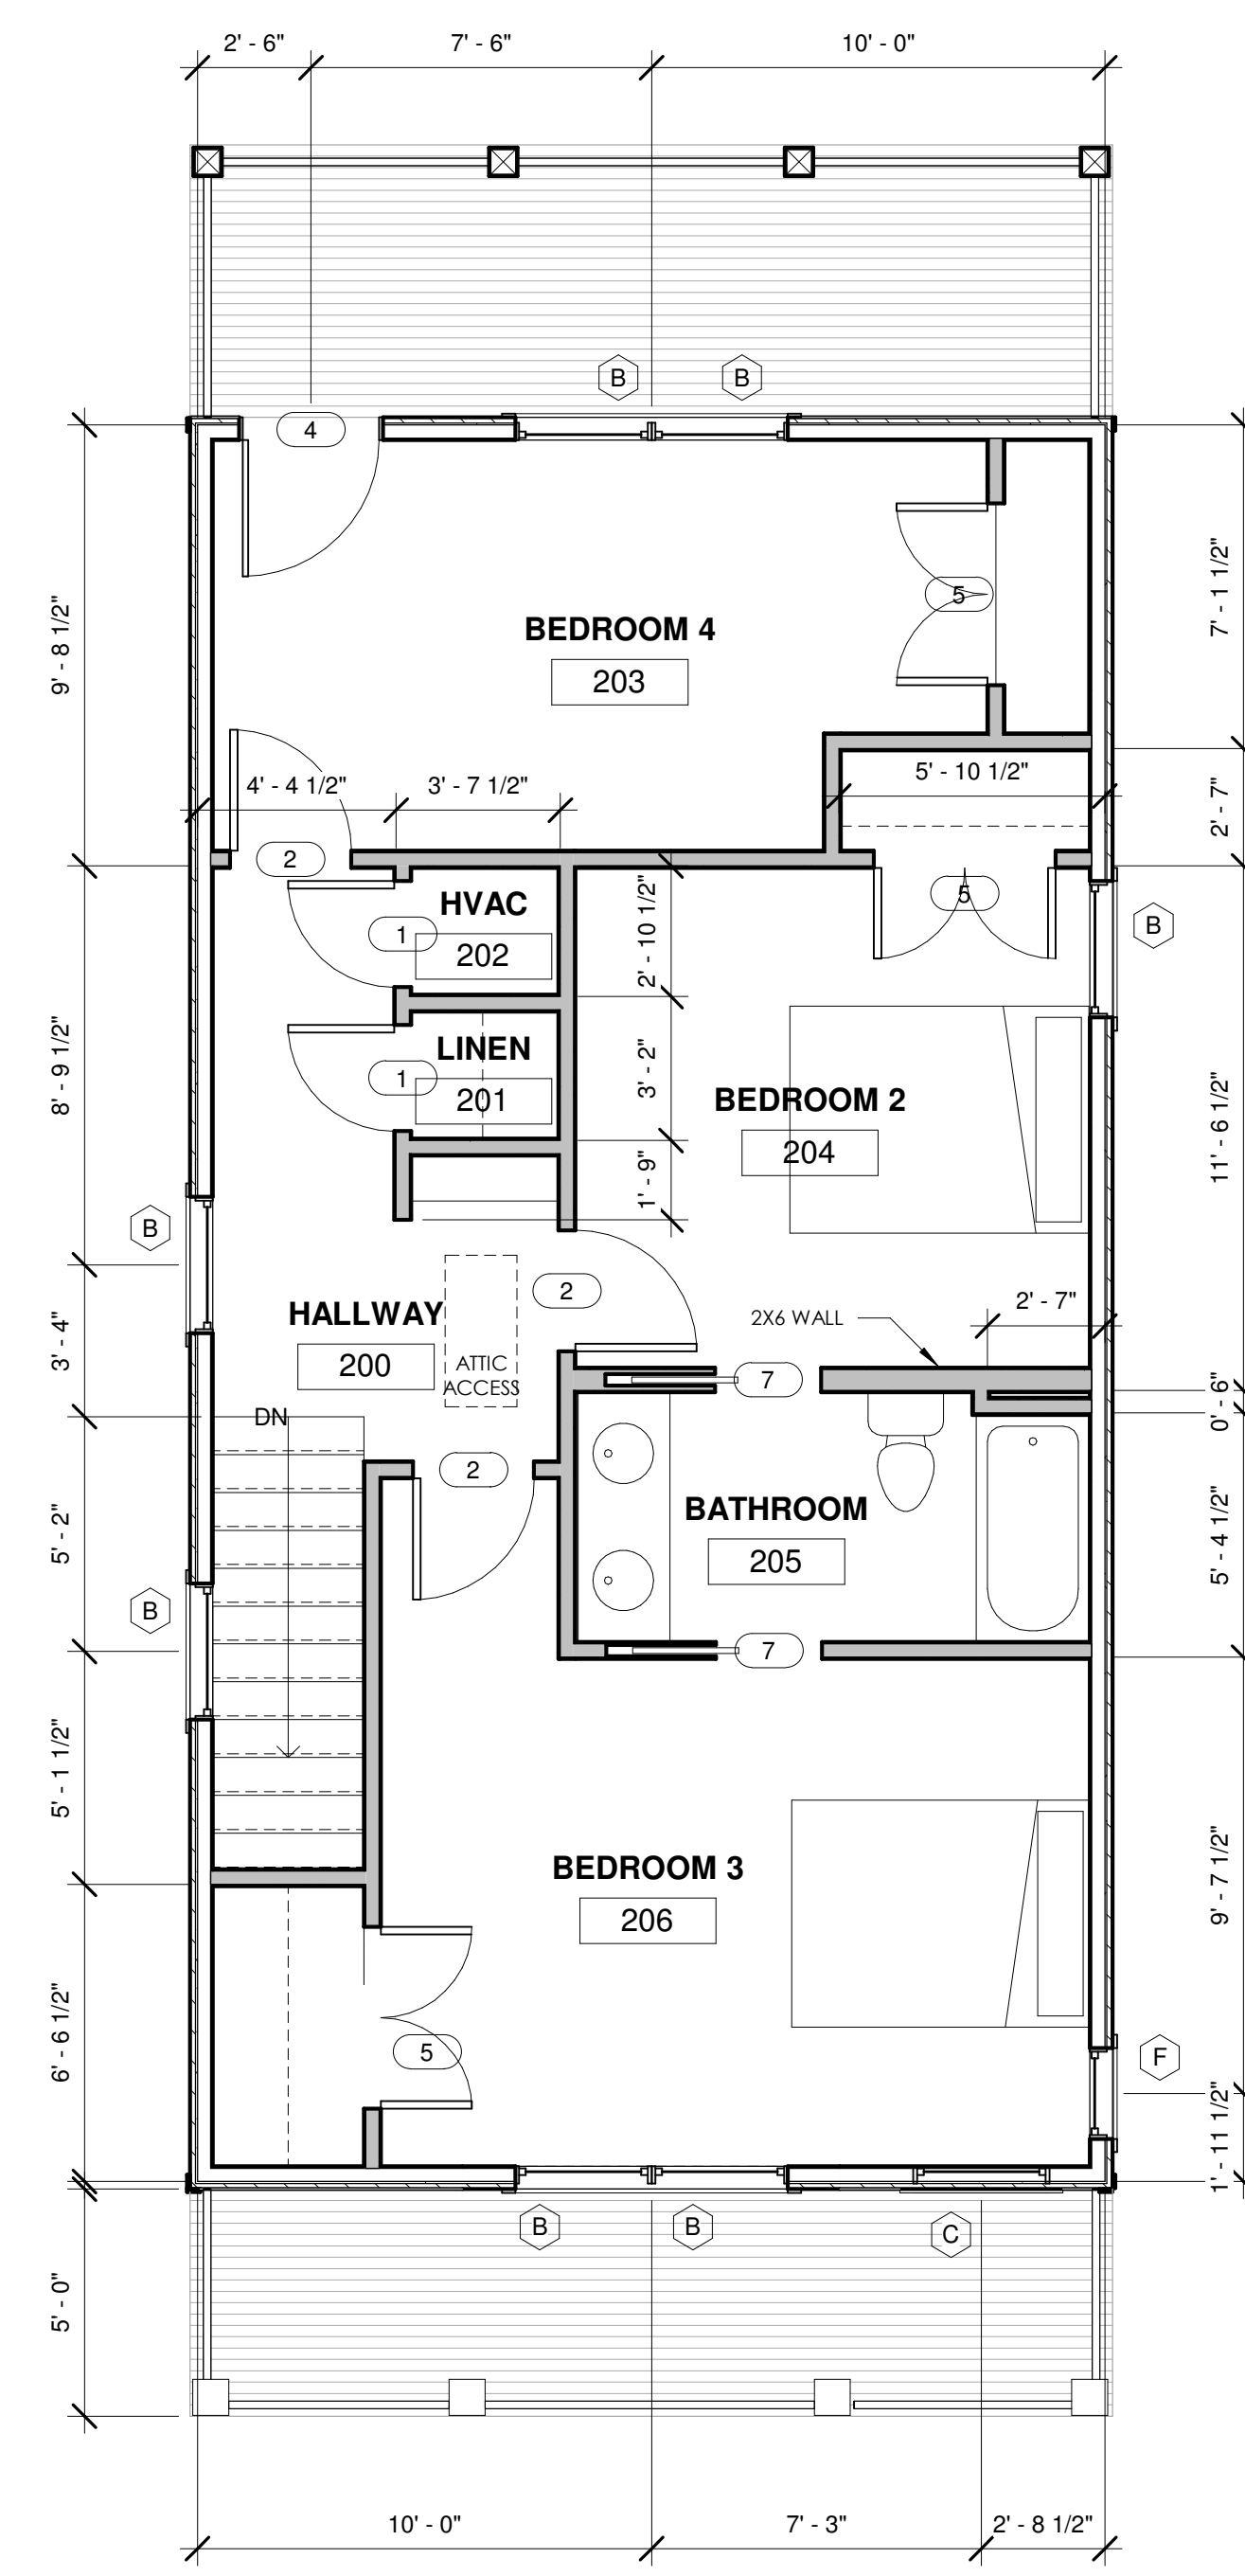 2' - 6"
7' - 6"
10' - 0"
B
B
4
5
BEDROOM 4
203
9' - 8 1/2"
7' - 1 1/2"
4' - 4 1/2"
3' - 7 1/2"
5' - 10 1/2"
2' - 7"
2
HVAC
202
1
2' - 10 1/2"
5
B
LINEN
201
1
3' - 2"
8' - 9 1/2"
BEDROOM 2
204
11' - 6 1/2"
1' - 9"
B
2
HALLWAY
200
ATTIC
ACCESS
3' - 4"
2X6 WALL
2' - 7"
7
0' - 6"
DN
2
BATHROOM
205
5' - 2"
5' - 4 1/2"
B
7
5' - 1 1/2"
BEDROOM 3
206
9' - 7 1/2"
6' - 6 1/2"
5
F
1' - 11 1/2"
B
B
C
5' - 0"
10' - 0"
7' - 3"
2' - 8 1/2"